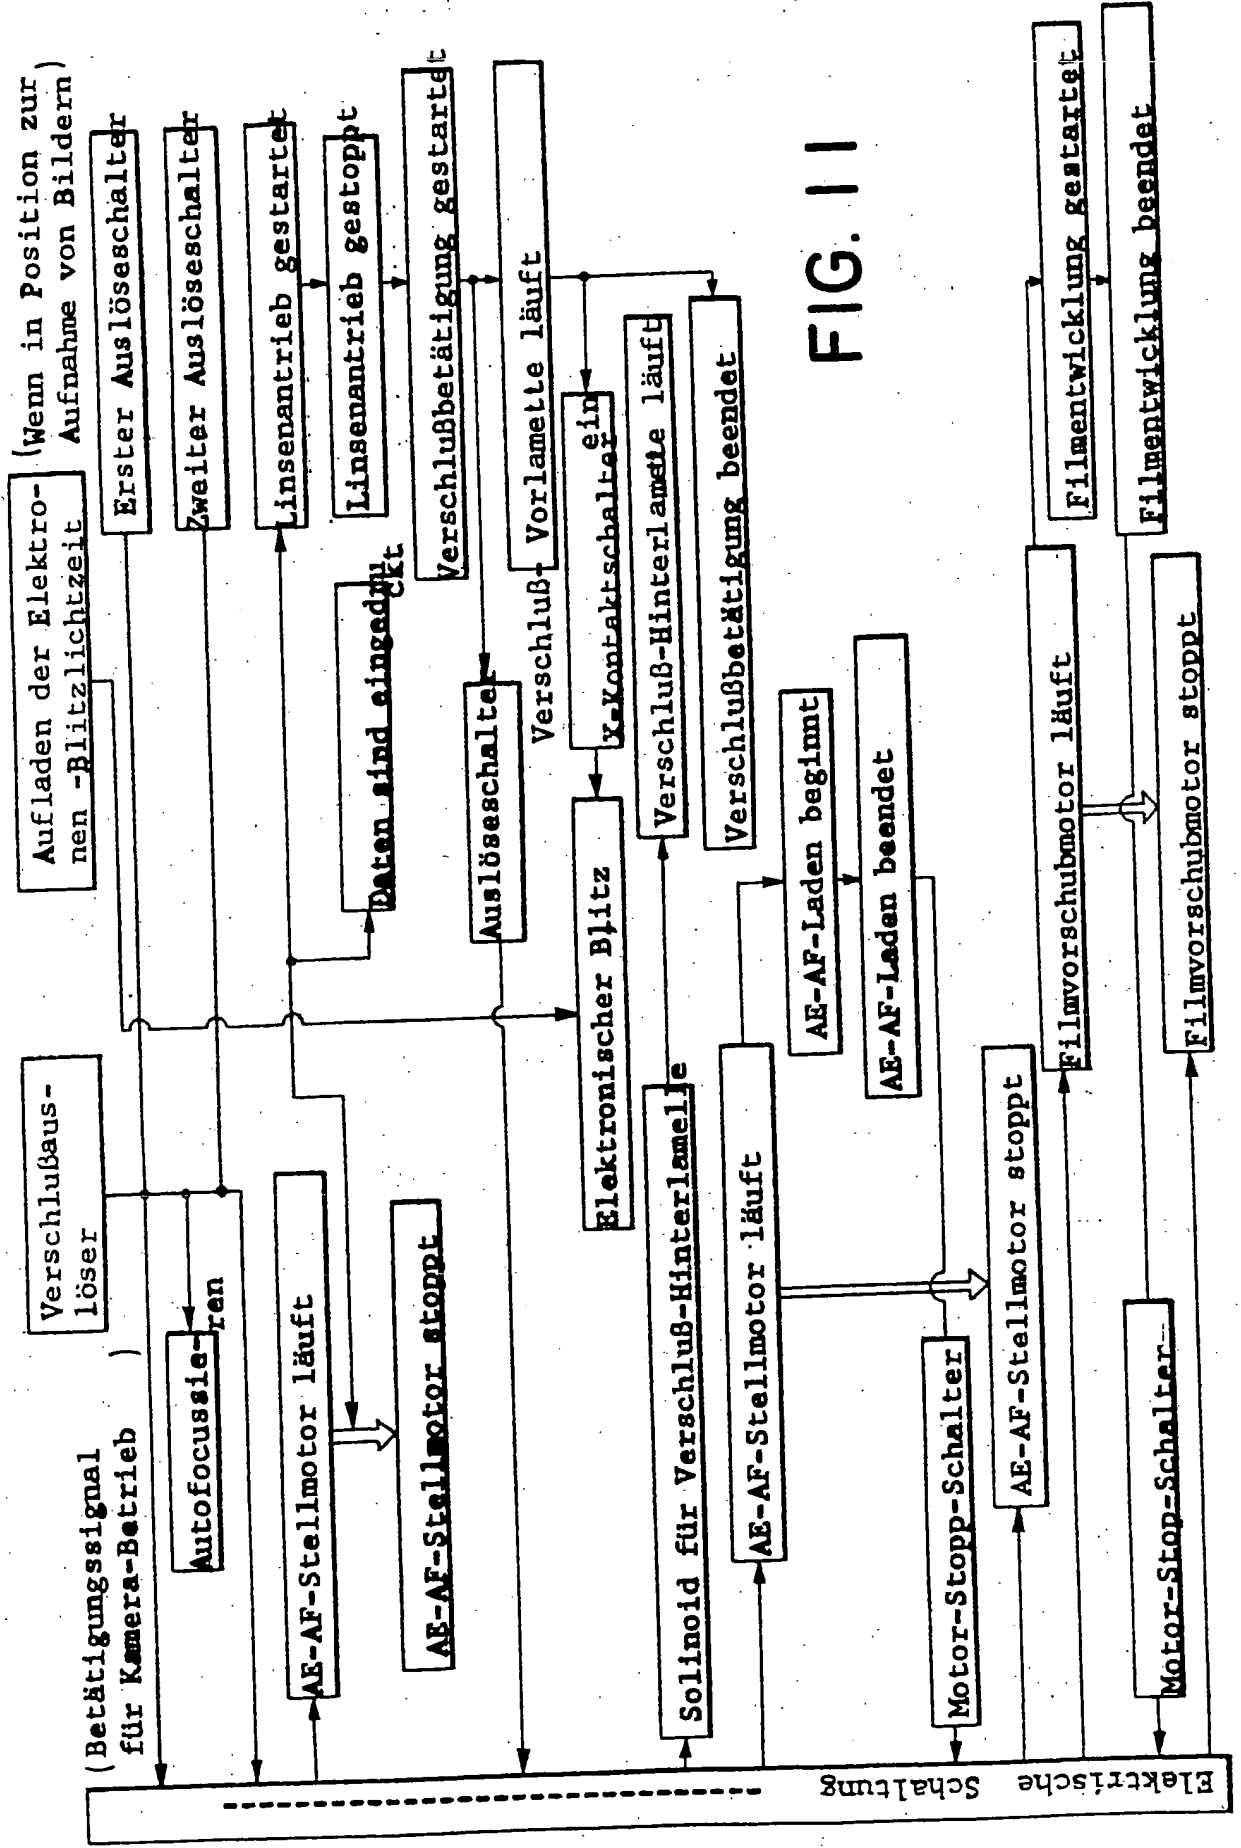 (Wenn in Position zur
Aufnahme von Bildern)
Aufladen der Elektro-
nen -Blitzlichtzeit
Verschlußaus-
löser
(Betätigungssignal
für Kamera-Betrieb )
Erster Auslöseschalter
Zweiter Auslöseschalter
Autofocussie-
ren
Linsenantrieb gestartet
AE-AF-Stellmotor läuft
Linsenantrieb gestoppt
Daten sind eingedru
ckt
AE-AF-Stellmotor stoppt
Verschlußbetätigung gestartet
Auslöseschalter
Verschluß- Vorlamette läuft
ein
X-Kontaktschalter
Elektronischer Blitz
Verschluß-Hinterlamette läuft
Solinoid für Verschluß-Hinterlamelle
Verschlußbetätigung beendet
AE-AF-Stellmotor läuft
AE-AF-Laden beginnt
AE-AF-Laden beendet
FIG. 11
Motor-Stopp-Schalter
AE-AF-Stellmotor stoppt
Filmvorschubmotor läuft
Filmentwicklung gestartet
Filmentwicklung beendet
Motor-Stop-Schalter
Filmvorschubmotor stoppt
Elektrische
Schaltung